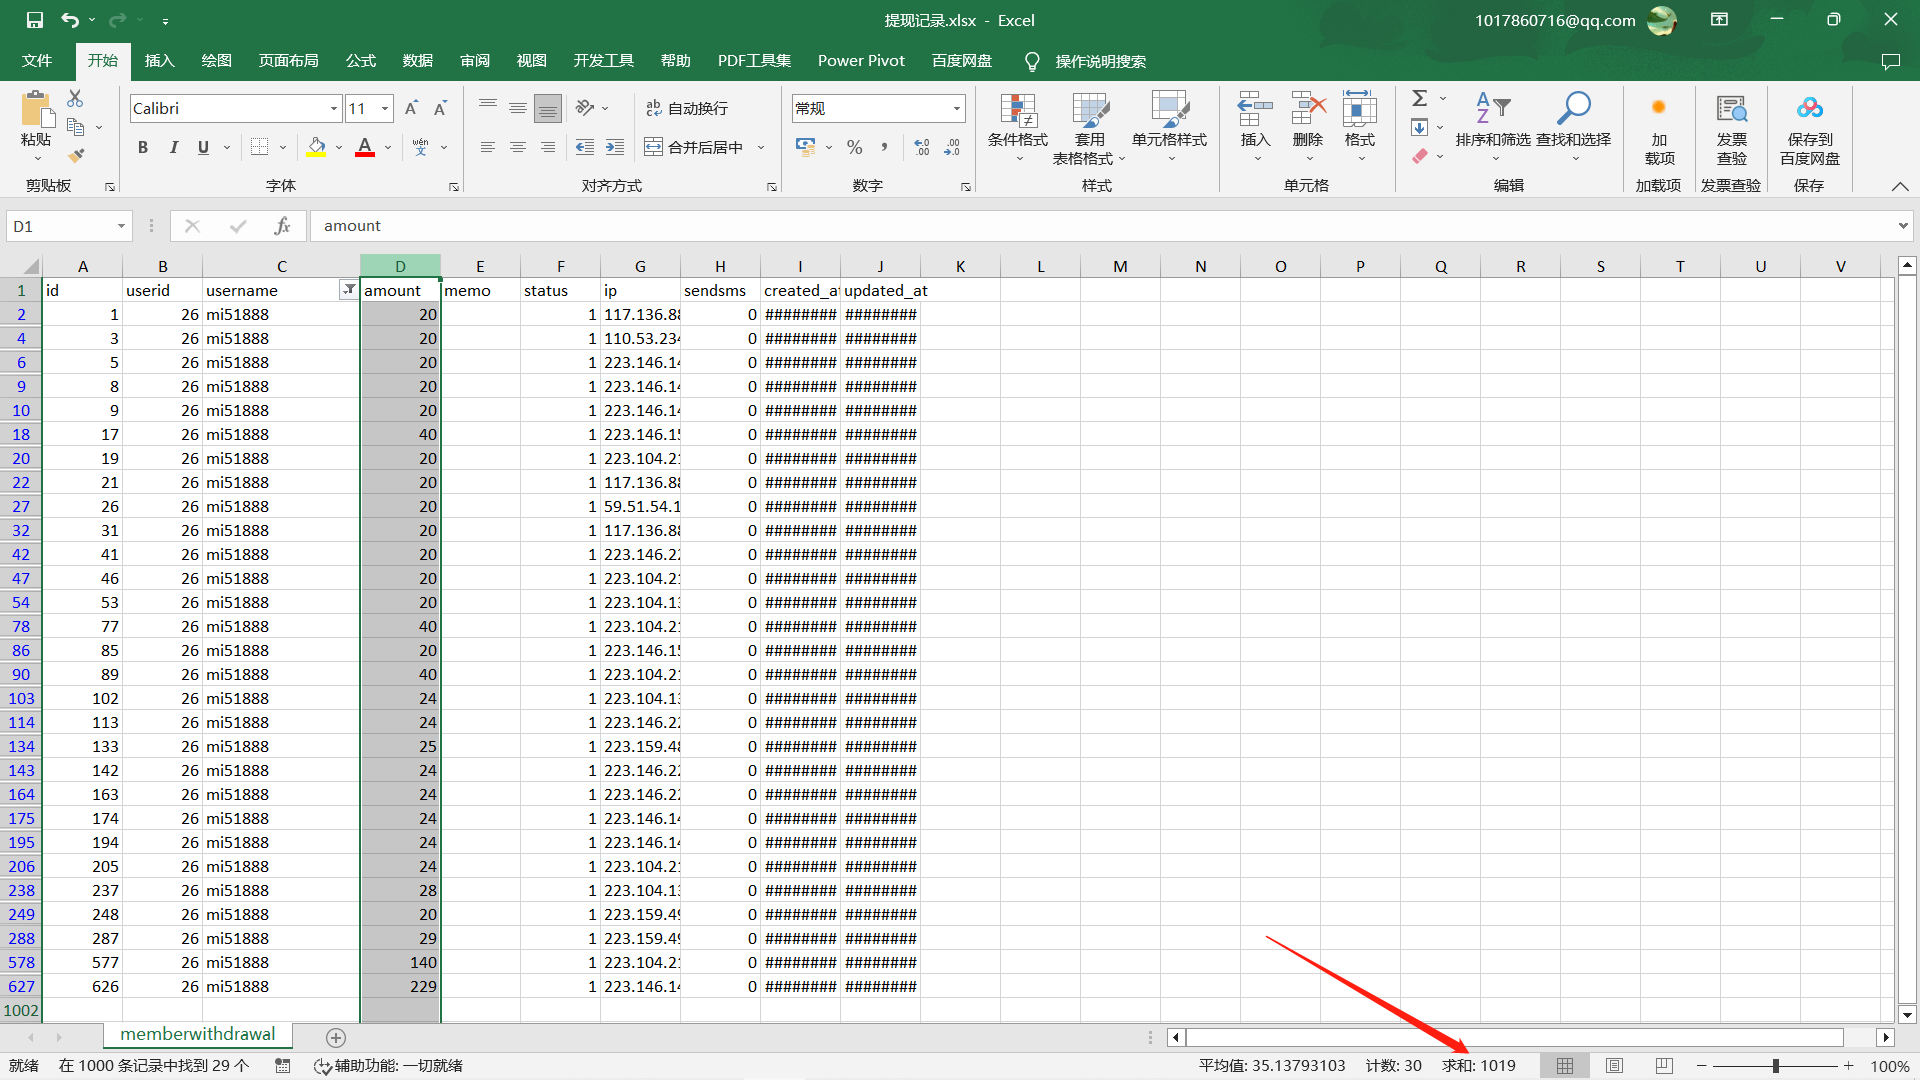 提现记录.xlsx - Excel
1017860716@qq.com
文件 开始 插入 绘图 页面布局 公式 数据 审阅 视图 开发工具 帮助 PDF工具集 Power Pivot 百度网盘 操作说明搜索
粘贴
Calibri 11
B I U A wén 文
自动换行
合并后居中
常规
% ,
条件格式
套用
表格格式
单元格样式
插入
删除
格式
排序和筛选
查找和选择
加
载项
发票
查验
保存到
百度网盘
剪贴板 字体 对齐方式 数字 样式 单元格 编辑 加载项 发票查验 保存
D1 fx amount
A B C D E F G H I J K L M N O P Q R S T U V
1 id userid username amount memo status ip sendsms created_at updated_at
2 1 26 mi51888 20 1 117.136.88 0 ######## ########
4 3 26 mi51888 20 1 110.53.234 0 ######## ########
6 5 26 mi51888 20 1 223.146.14 0 ######## ########
9 8 26 mi51888 20 1 223.146.14 0 ######## ########
10 9 26 mi51888 20 1 223.146.14 0 ######## ########
18 17 26 mi51888 40 1 223.146.15 0 ######## ########
20 19 26 mi51888 20 1 223.104.21 0 ######## ########
22 21 26 mi51888 20 1 117.136.88 0 ######## ########
27 26 26 mi51888 20 1 59.51.54.1 0 ######## ########
32 31 26 mi51888 20 1 117.136.88 0 ######## ########
42 41 26 mi51888 20 1 223.146.22 0 ######## ########
47 46 26 mi51888 20 1 223.104.21 0 ######## ########
54 53 26 mi51888 20 1 223.104.13 0 ######## ########
78 77 26 mi51888 40 1 223.104.21 0 ######## ########
86 85 26 mi51888 20 1 223.146.15 0 ######## ########
90 89 26 mi51888 40 1 223.104.21 0 ######## ########
103 102 26 mi51888 24 1 223.104.13 0 ######## ########
114 113 26 mi51888 24 1 223.146.22 0 ######## ########
134 133 26 mi51888 25 1 223.159.48 0 ######## ########
143 142 26 mi51888 24 1 223.146.22 0 ######## ########
164 163 26 mi51888 24 1 223.146.22 0 ######## ########
175 174 26 mi51888 24 1 223.146.14 0 ######## ########
195 194 26 mi51888 24 1 223.146.14 0 ######## ########
206 205 26 mi51888 24 1 223.104.21 0 ######## ########
238 237 26 mi51888 28 1 223.104.13 0 ######## ########
249 248 26 mi51888 20 1 223.159.49 0 ######## ########
288 287 26 mi51888 29 1 223.159.49 0 ######## ########
578 577 26 mi51888 140 1 223.104.21 0 ######## ########
627 626 26 mi51888 229 1 223.146.14 0 ######## ########
1002
memberwithdrawal
就绪 在 1000 条记录中找到 29 个 辅助功能: 一切就绪 平均值: 35.13793103 计数: 30 求和: 1019 100%